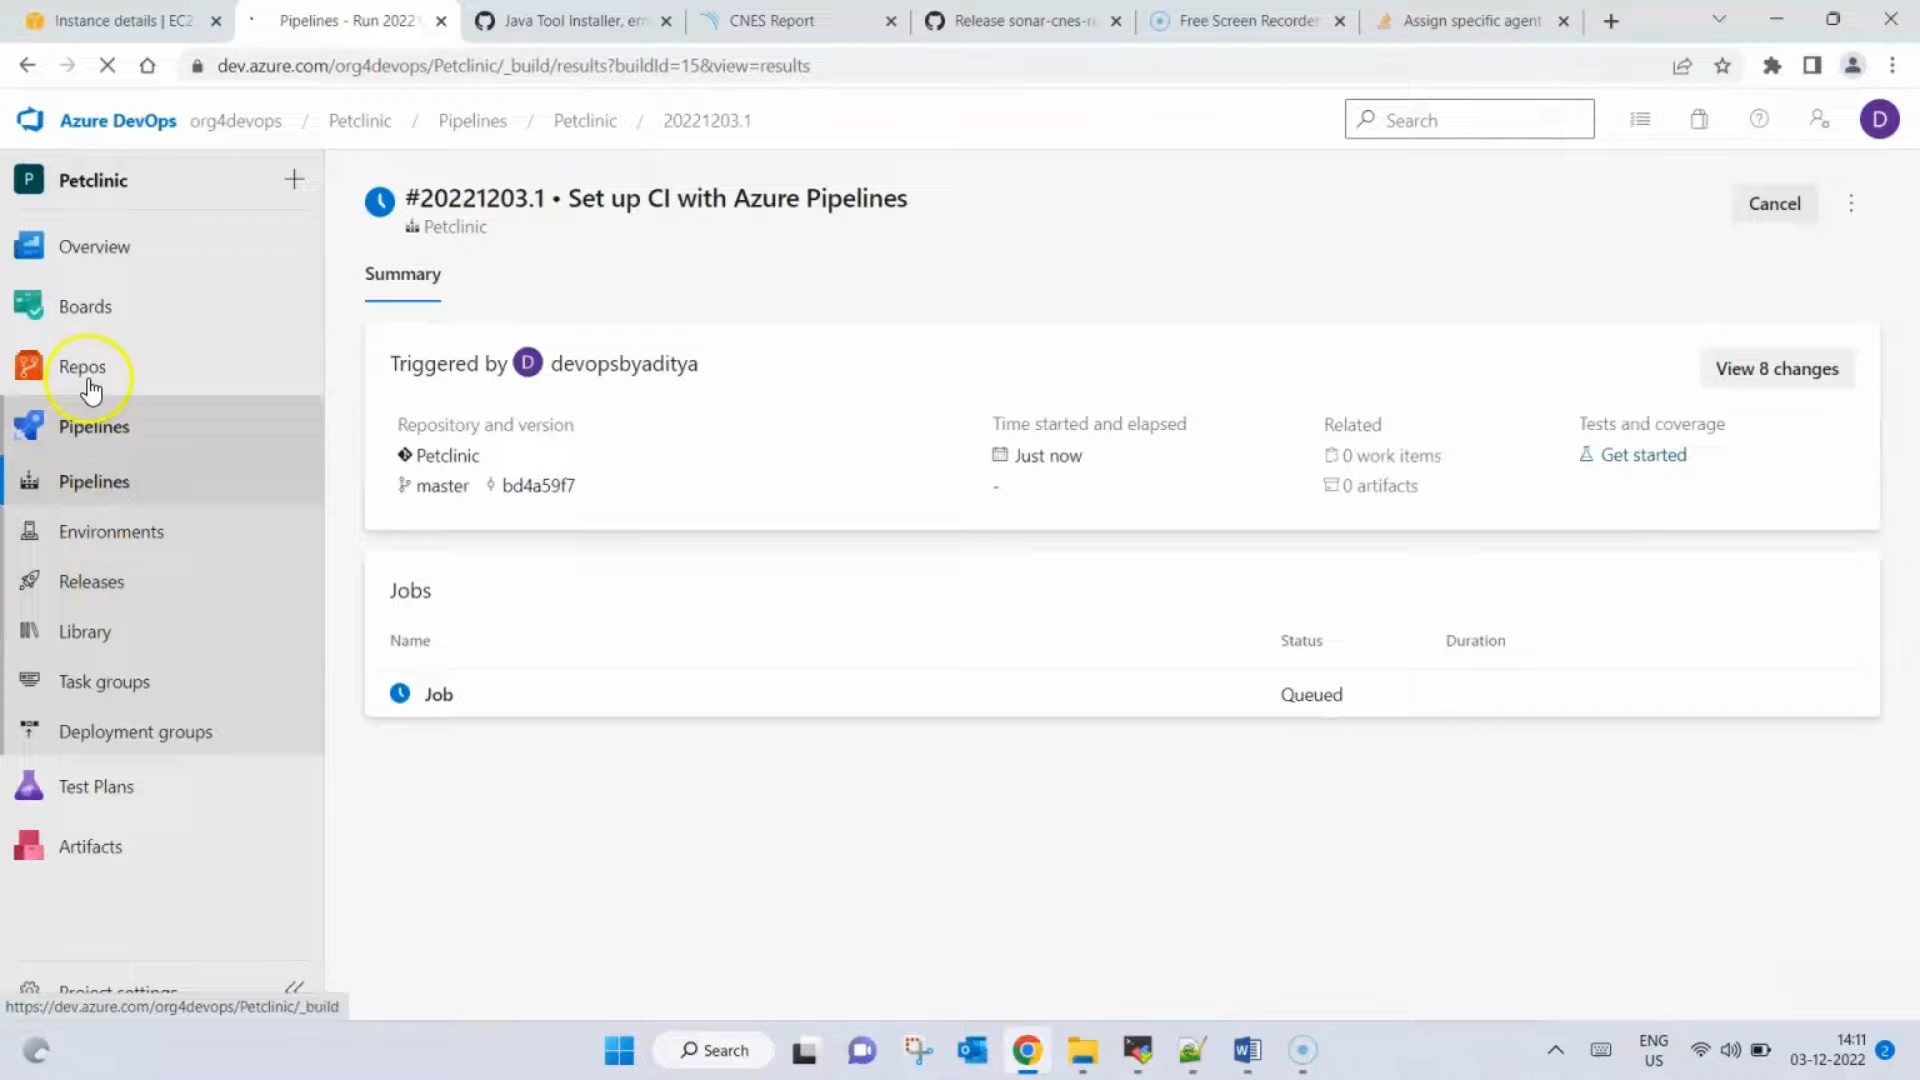 Instance details | EC2
Pipelines - Run 20221
Java Tool Installer, em
CNES Report
Release sonar-cnes-r
Free Screen Recorder
Assign specific agent
dev.azure.com/org4devops/Petclinic/_build/results?buildId=15&view=results
Azure DevOps org4devops / Petclinic / Pipelines / Petclinic / 20221203.1
Search
D
P Petclinic
Overview
Boards
Repos
Pipelines
Pipelines
Environments
Releases
Library
Task groups
Deployment groups
Test Plans
Artifacts
Project settings
https://dev.azure.com/org4devops/Petclinic/_build
#20221203.1 • Set up CI with Azure Pipelines
Petclinic
Cancel
Summary
Triggered by D devopsbyaditya
View 8 changes
Repository and version
Petclinic
master bd4a59f7
Time started and elapsed
Just now
-
Related
0 work items
0 artifacts
Tests and coverage
Get started
Jobs
Name Status Duration
Job Queued
Search
ENG
US
14:11
03-12-2022
2